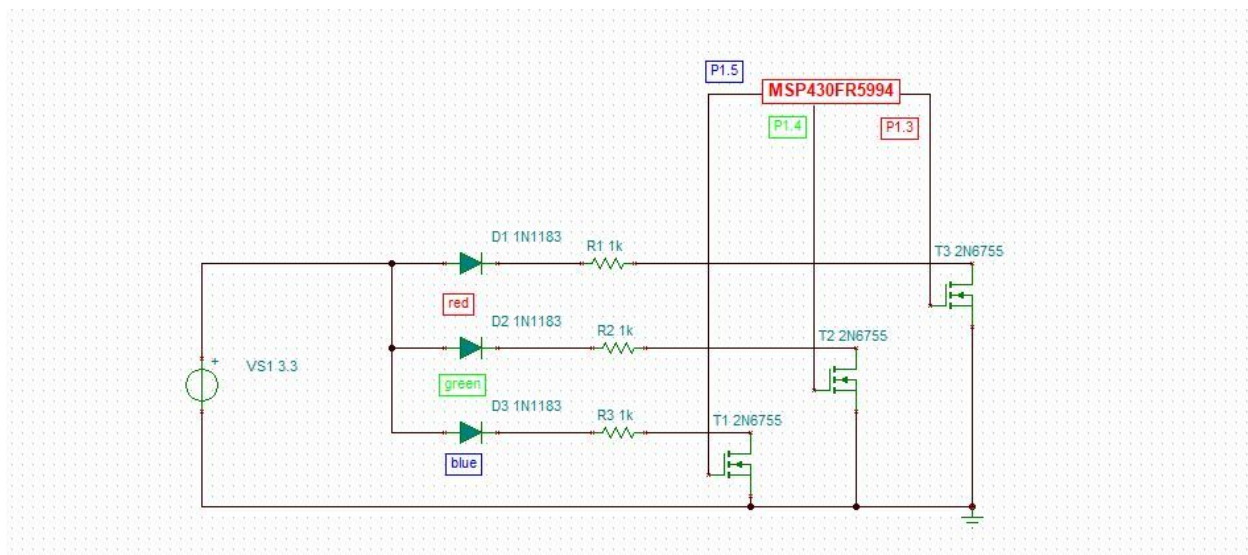 P1.5
MSP430FR5994
P1.4
P1.3
D1 1N1183
R1 1k
T3 2N6755
red
D2 1N1183
R2 1k
T2 2N6755
+
VS1 3.3
green
D3 1N1183
R3 1k
T1 2N6755
blue